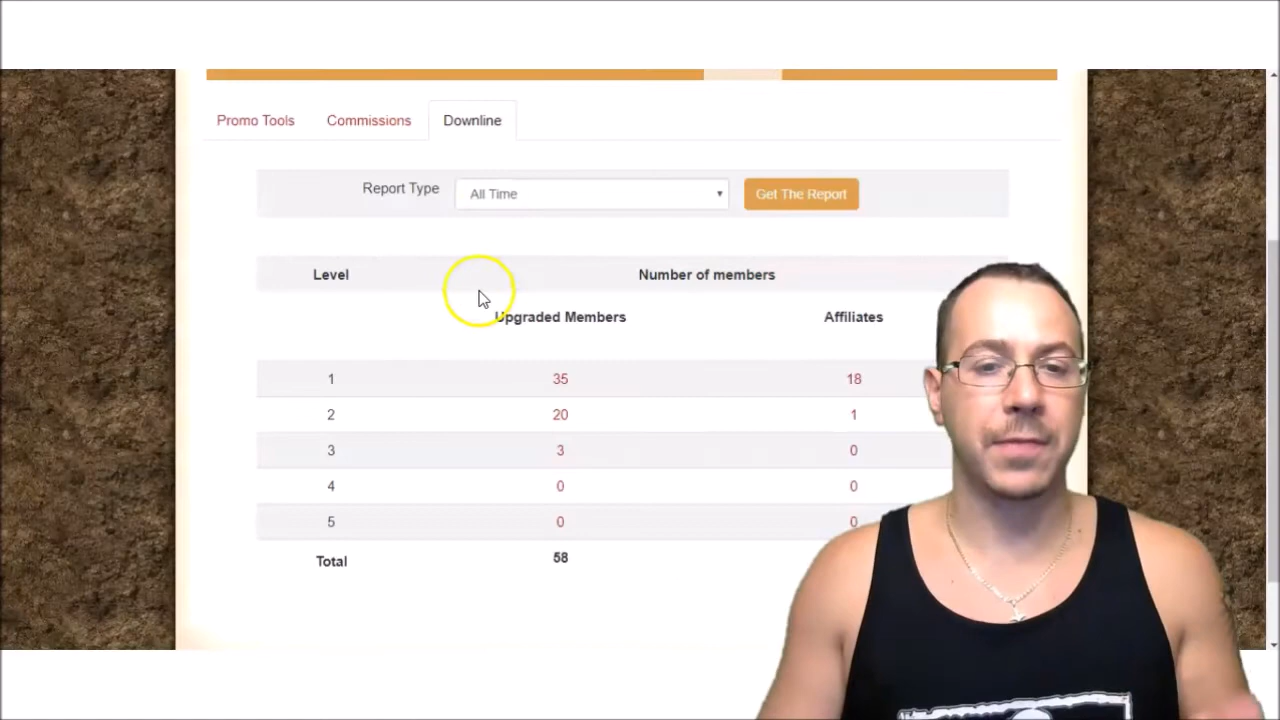 Promo Tools Commissions Downline
Report Type All Time Get The Report
Level Number of members
Upgraded Members Affiliates
1 35 18
2 20 1
3 3 0
4 0 0
5 0 0
Total 58